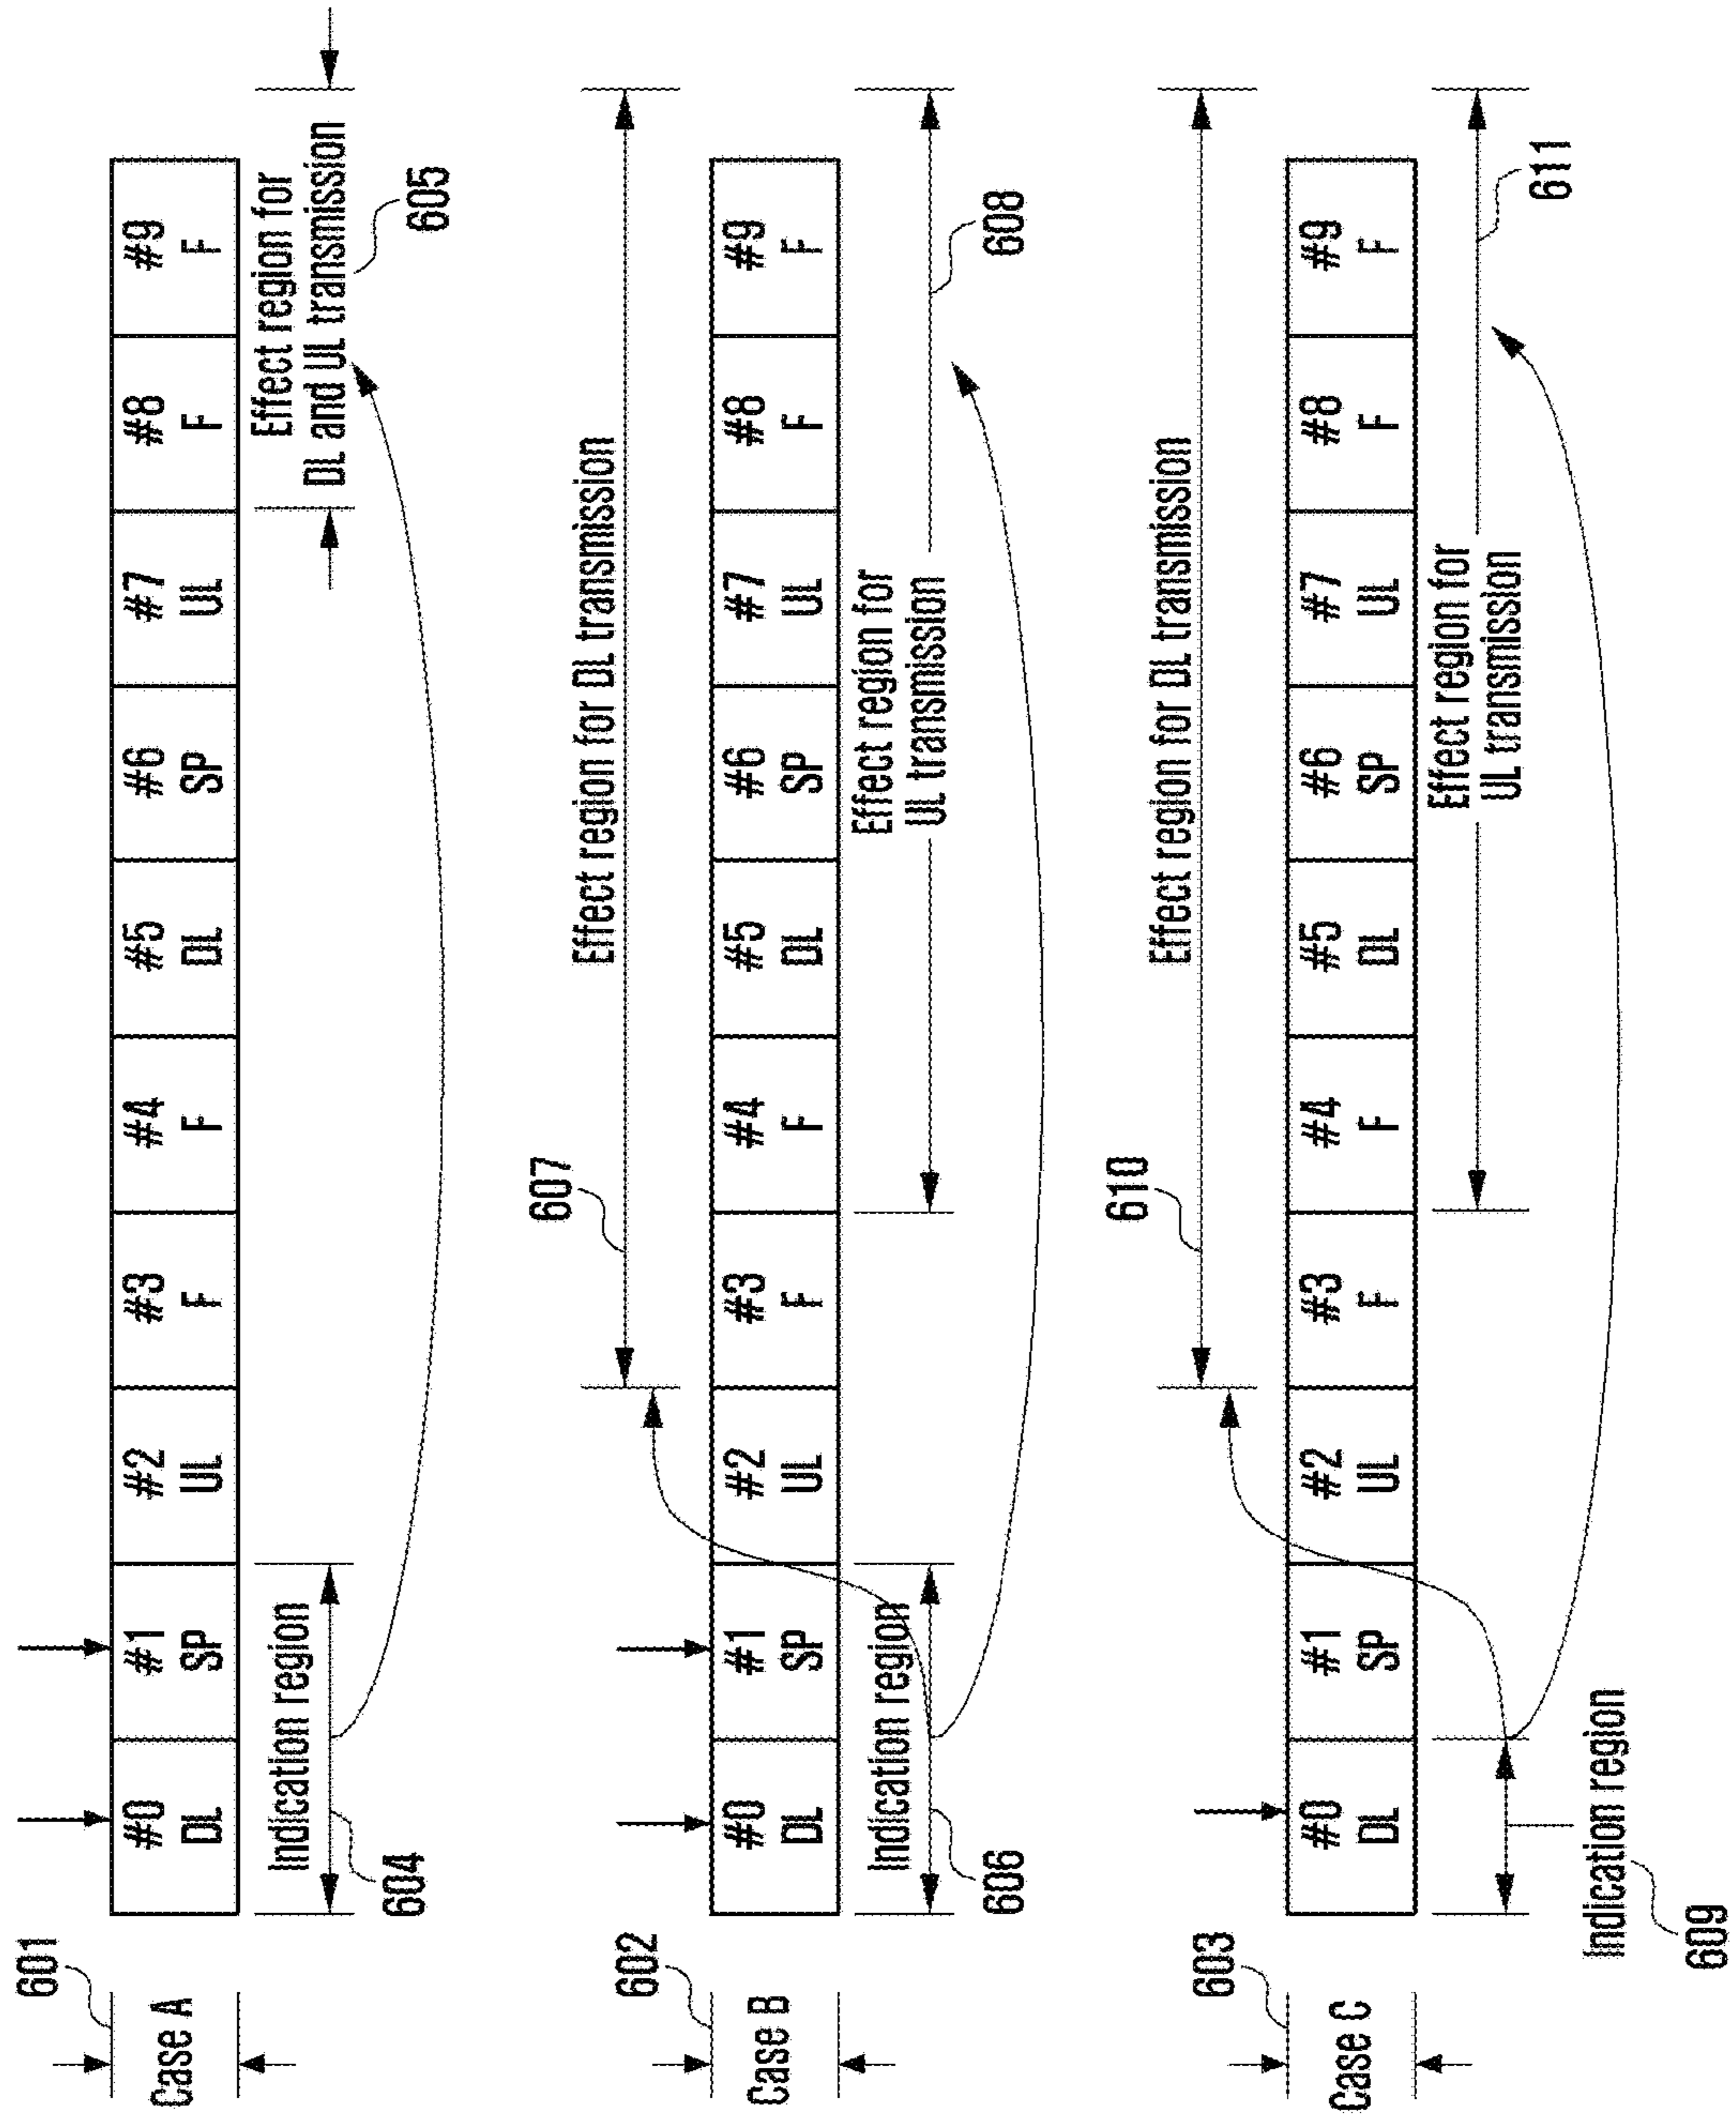 601
Case A
#0 #1 #2 #3 #4 #5 #6 #7 #8 #9
DL SP UL F F DL SP UL F F
Indication region
604
Effect region for
DL and UL transmission
605
607
Effect region for DL transmission
602
Case B
#0 #1 #2 #3 #4 #5 #6 #7 #8 #9
DL SP UL F F DL SP UL F F
Indication region
606
Effect region for
UL transmission
608
610
Effect region for DL transmission
603
Case C
#0 #1 #2 #3 #4 #5 #6 #7 #8 #9
DL SP UL F F DL SP UL F F
Effect region for
UL transmission
611
Indication region
609